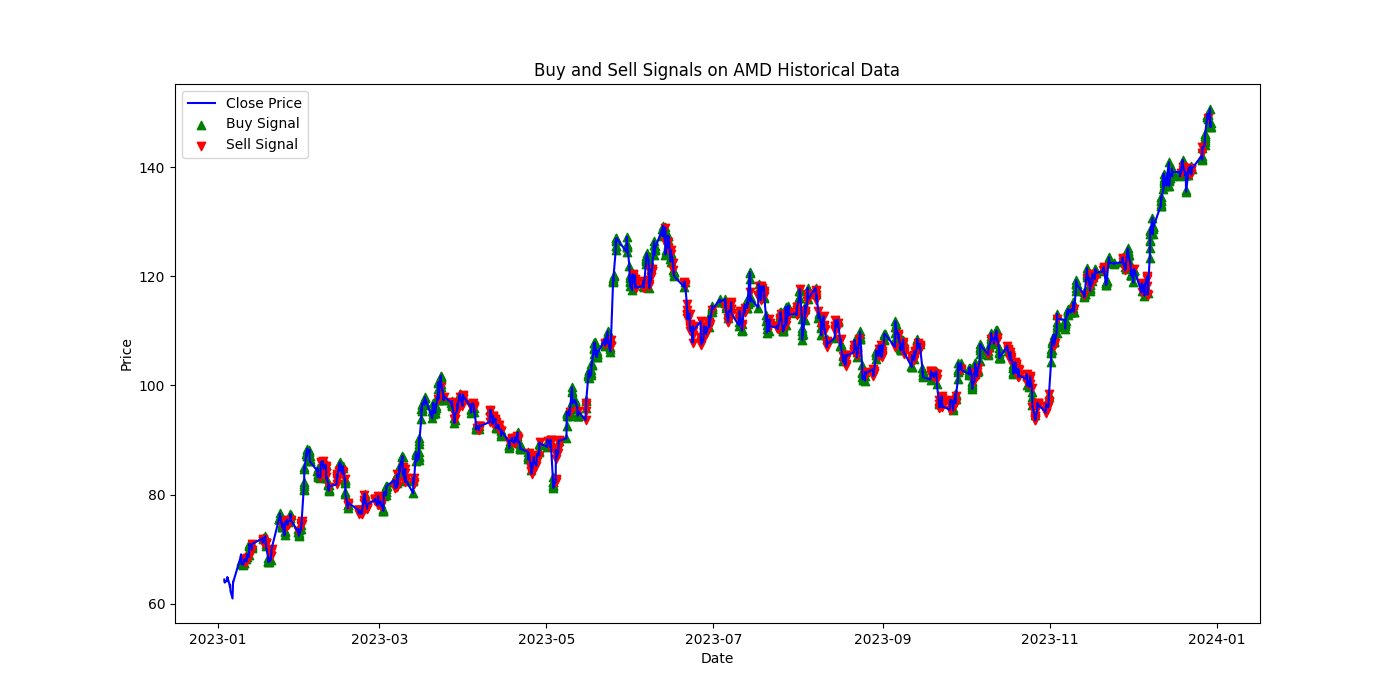 Buy and Sell Signals on AMD Historical Data
Close Price
Buy Signal
Sell Signal
Price
140
120
100
80
60
2023-01 2023-03 2023-05 2023-07 2023-09 2023-11 2024-01
Date